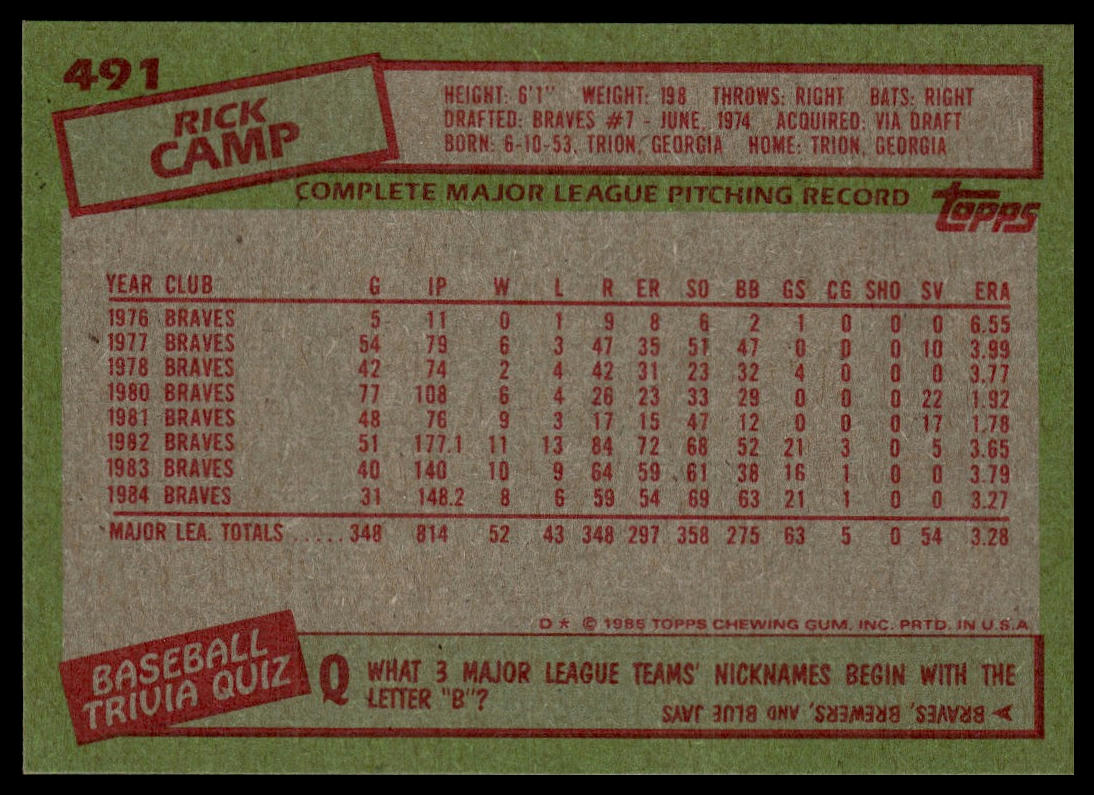 491
RICK
CAMP
HEIGHT: 6'1" WEIGHT: 198 THROWS: RIGHT BATS: RIGHT
DRAFTED: BRAVES #7 - JUNE, 1974 ACQUIRED: VIA DRAFT
BORN: 6-10-53, TRION, GEORGIA HOME: TRION, GEORGIA
COMPLETE MAJOR LEAGUE PITCHING RECORD
topps
YEAR CLUB G IP W L R ER SO BB GS CG SHO SV ERA
1976 BRAVES 5 11 0 1 9 8 6 2 1 0 0 0 6.55
1977 BRAVES 54 79 6 3 47 35 51 47 0 0 0 10 3.99
1978 BRAVES 42 74 2 4 42 31 23 32 4 0 0 0 3.77
1980 BRAVES 77 108 6 4 26 23 33 29 0 0 0 22 1.92
1981 BRAVES 48 76 9 3 17 15 47 12 0 0 0 17 1.78
1982 BRAVES 51 177.1 11 13 84 72 68 52 21 3 0 5 3.65
1983 BRAVES 40 140 10 9 64 59 61 38 16 1 0 0 3.79
1984 BRAVES 31 148.2 8 6 59 54 69 63 21 1 0 0 3.27
MAJOR LEA. TOTALS ..... 348 814 52 43 348 297 358 275 63 5 0 54 3.28
D* © 1985 TOPPS CHEWING GUM, INC. PRTD. IN U.S.A.
BASEBALL
TRIVIA QUIZ
Q WHAT 3 MAJOR LEAGUE TEAMS' NICKNAMES BEGIN WITH THE
LETTER "B"?
A BRAVES, BREWERS, AND BLUE JAYS